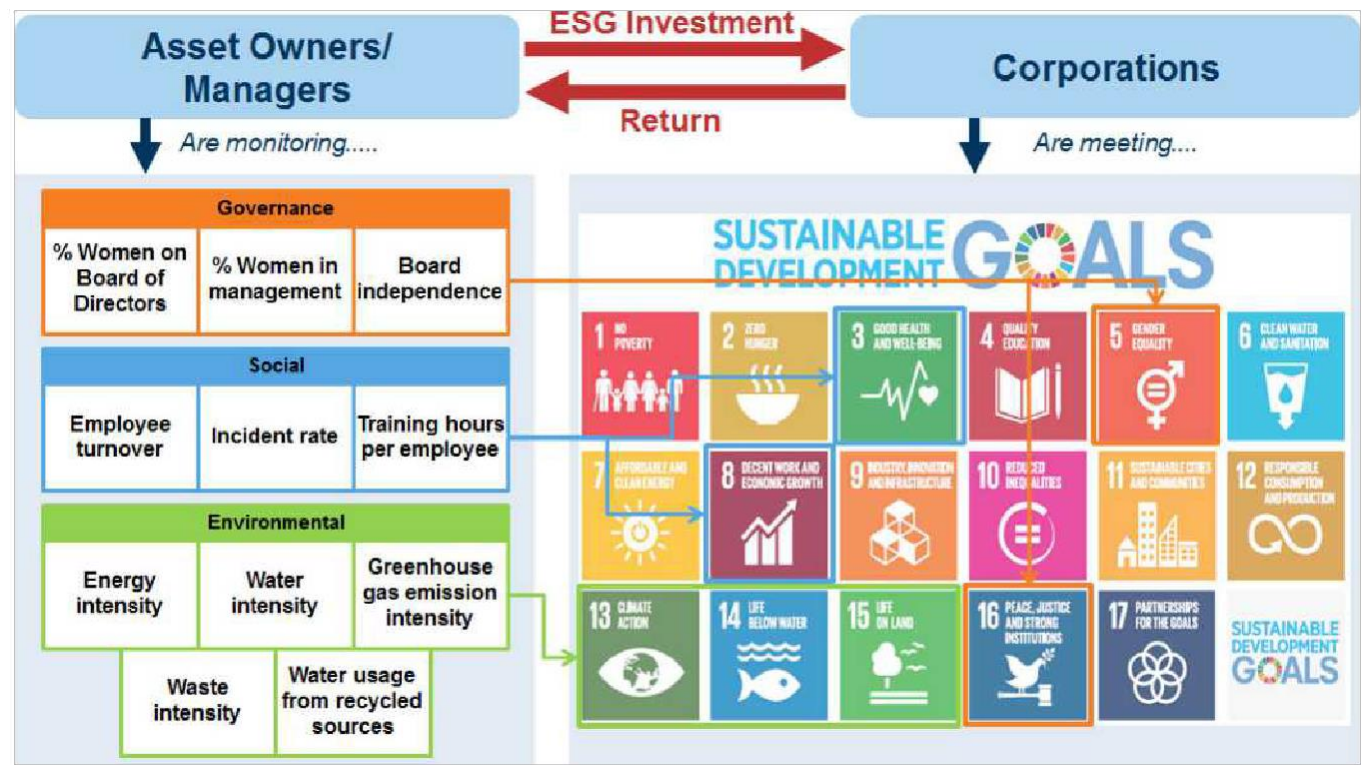 ESG Investment
Asset Owners/
Managers
Corporations
Return
Are monitoring.....
Are meeting....
Governance
% Women on
Board of
Directors
% Women in
management
Board
independence
Social
Employee
turnover
Incident rate
Training hours
per employee
Environmental
Energy
intensity
Water
intensity
Greenhouse
gas emission
intensity
Waste
intensity
Water usage
from recycled
sources
SUSTAINABLE
DEVELOPMENT
GOALS
1 NO
POVERTY
2 ZERO
HUNGER
3 GOOD HEALTH
AND WELL-BEING
4 QUALITY
EDUCATION
5 GENDER
EQUALITY
6 CLEAN WATER
AND SANITATION
7 AFFORDABLE AND
CLEAN ENERGY
8 DECENT WORK AND
ECONOMIC GROWTH
9 INDUSTRY, INNOVATION
AND INFRASTRUCTURE
10 REDUCED
INEQUALITIES
11 SUSTAINABLE CITIES
AND COMMUNITIES
12 RESPONSIBLE
CONSUMPTION
AND PRODUCTION
13 CLIMATE
ACTION
14 LIFE
BELOW WATER
15 LIFE
ON LAND
16 PEACE, JUSTICE
AND STRONG
INSTITUTIONS
17 PARTNERSHIPS
FOR THE GOALS
SUSTAINABLE
DEVELOPMENT
GOALS